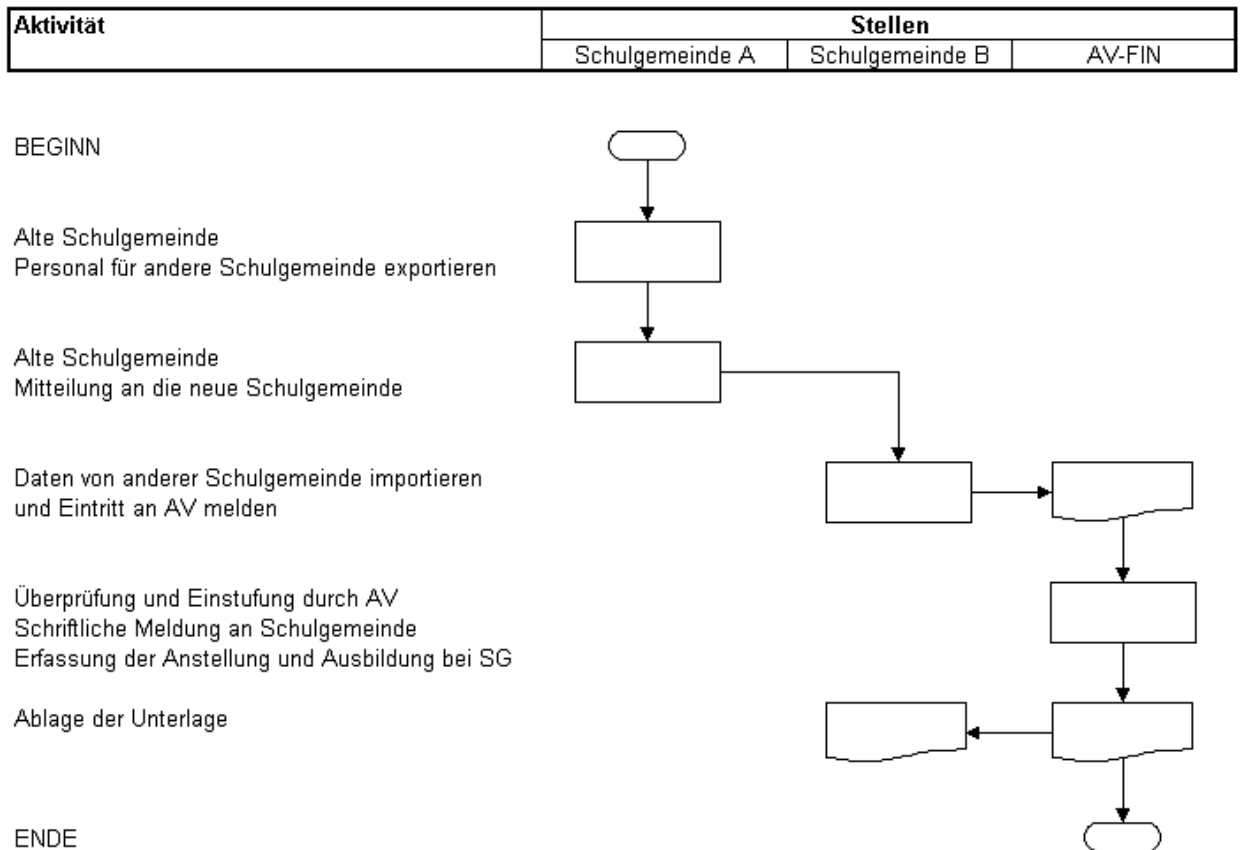 Aktivität
Stellen
Schulgemeinde A
Schulgemeinde B
AV-FIN
BEGINN
Alte Schulgemeinde
Personal für andere Schulgemeinde exportieren
Alte Schulgemeinde
Mitteilung an die neue Schulgemeinde
Daten von anderer Schulgemeinde importieren
und Eintritt an AV melden
Überprüfung und Einstufung durch AV
Schriftliche Meldung an Schulgemeinde
Erfassung der Anstellung und Ausbildung bei SG
Ablage der Unterlage
ENDE